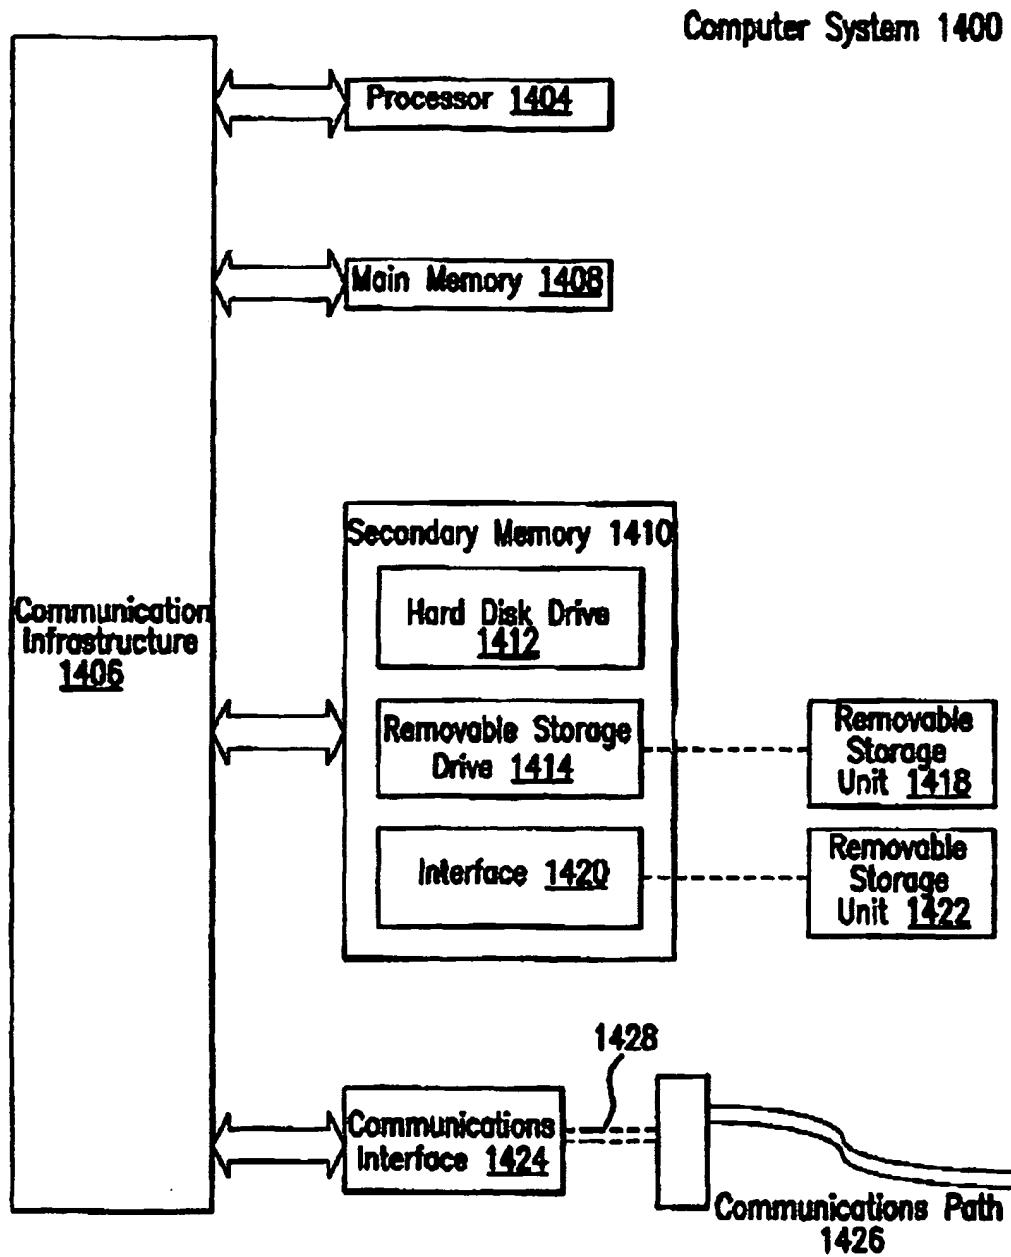 Computer System 1400
Processor 1404
Main Memory 1408
Secondary Memory 1410
Hard Disk Drive
1412
Communication
Infrastructure
1406
Removable Storage
Drive 1414
Removable
Storage
Unit 1418
Interface 1420
Removable
Storage
Unit 1422
1428
Communications
Interface 1424
Communications Path
1426